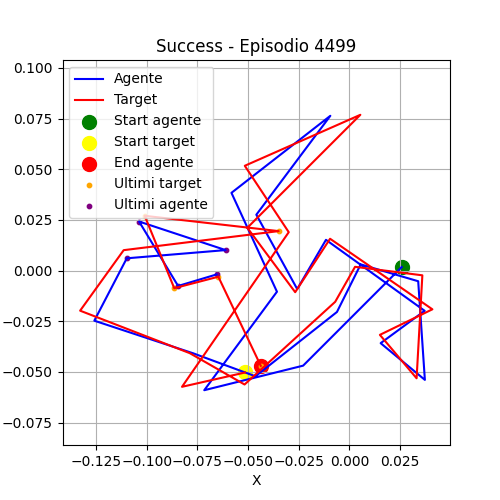 Success - Episodio 4499
0.100
0.075
0.050
0.025
0.000
−0.025
−0.050
−0.075
Agente
Target
Start agente
Start target
End agente
Ultimi target
Ultimi agente
−0.125 −0.100 −0.075 −0.050 −0.025 0.000 0.025
X